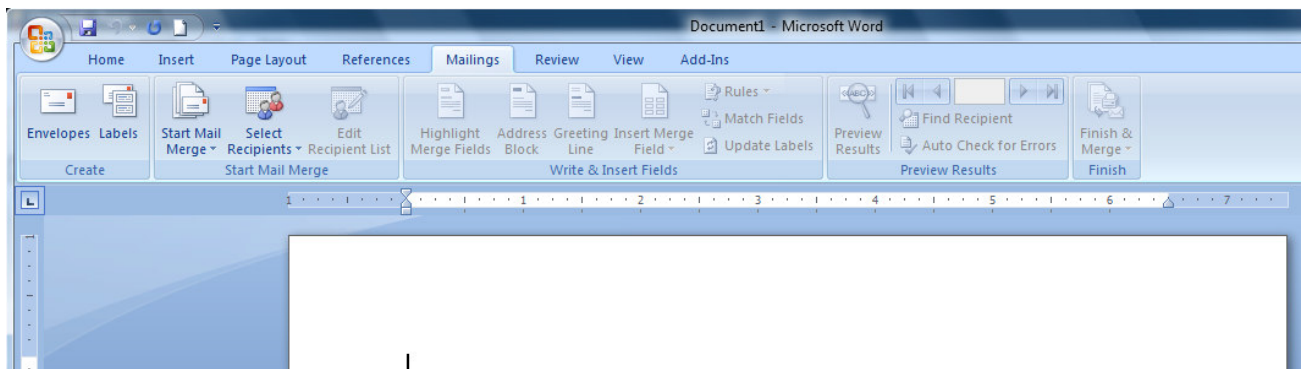 Document1 - Microsoft Word
Home Insert Page Layout References Mailings Review View Add-Ins
Envelopes Labels
Create
Start Mail Merge
Select Recipients
Edit Recipient List
Start Mail Merge
Highlight Merge Fields
Address Block
Greeting Line
Insert Merge Field
Rules
Match Fields
Update Labels
Write & Insert Fields
ABC
Preview Results
Find Recipient
Auto Check for Errors
Preview Results
Finish & Merge
Finish
L
1 1 2 3 4 5 6 7
1